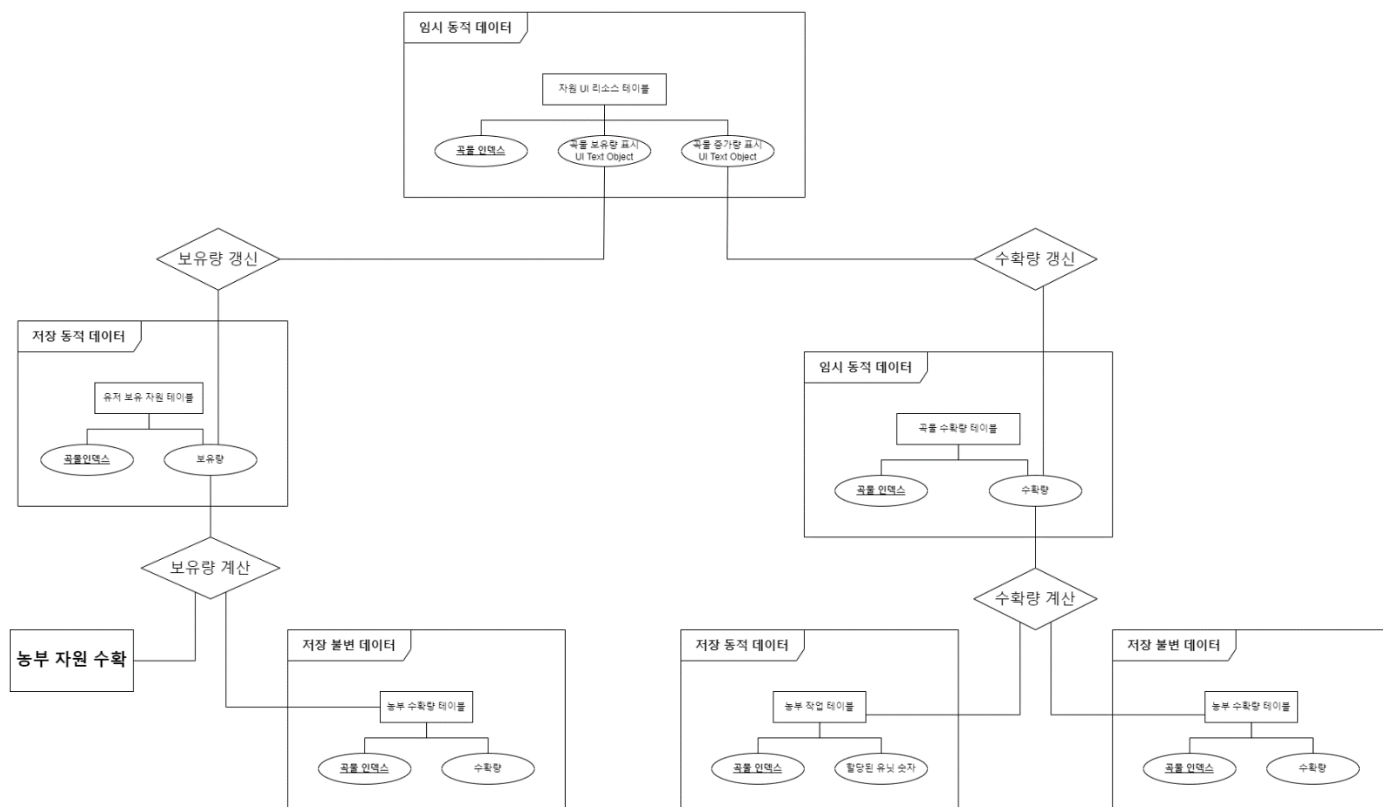 임시 동적 데이터
자원 UI 리소스 테이블
곡물 인덱스
곡물 보유량 표시
UI Text Object
곡물 증가량 표시
UI Text Object
보유량 갱신
수확량 갱신
저장 동적 데이터
유저 보유 자원 테이블
곡물인덱스
보유량
임시 동적 데이터
곡물 수확량 테이블
곡물 인덱스
수확량
보유량 계산
수확량 계산
농부 자원 수확
저장 불변 데이터
농부 수확량 테이블
곡물 인덱스
수확량
저장 동적 데이터
농부 작업 테이블
곡물 인덱스
할당된 유닛 숫자
저장 불변 데이터
농부 수확량 테이블
곡물 인덱스
수확량